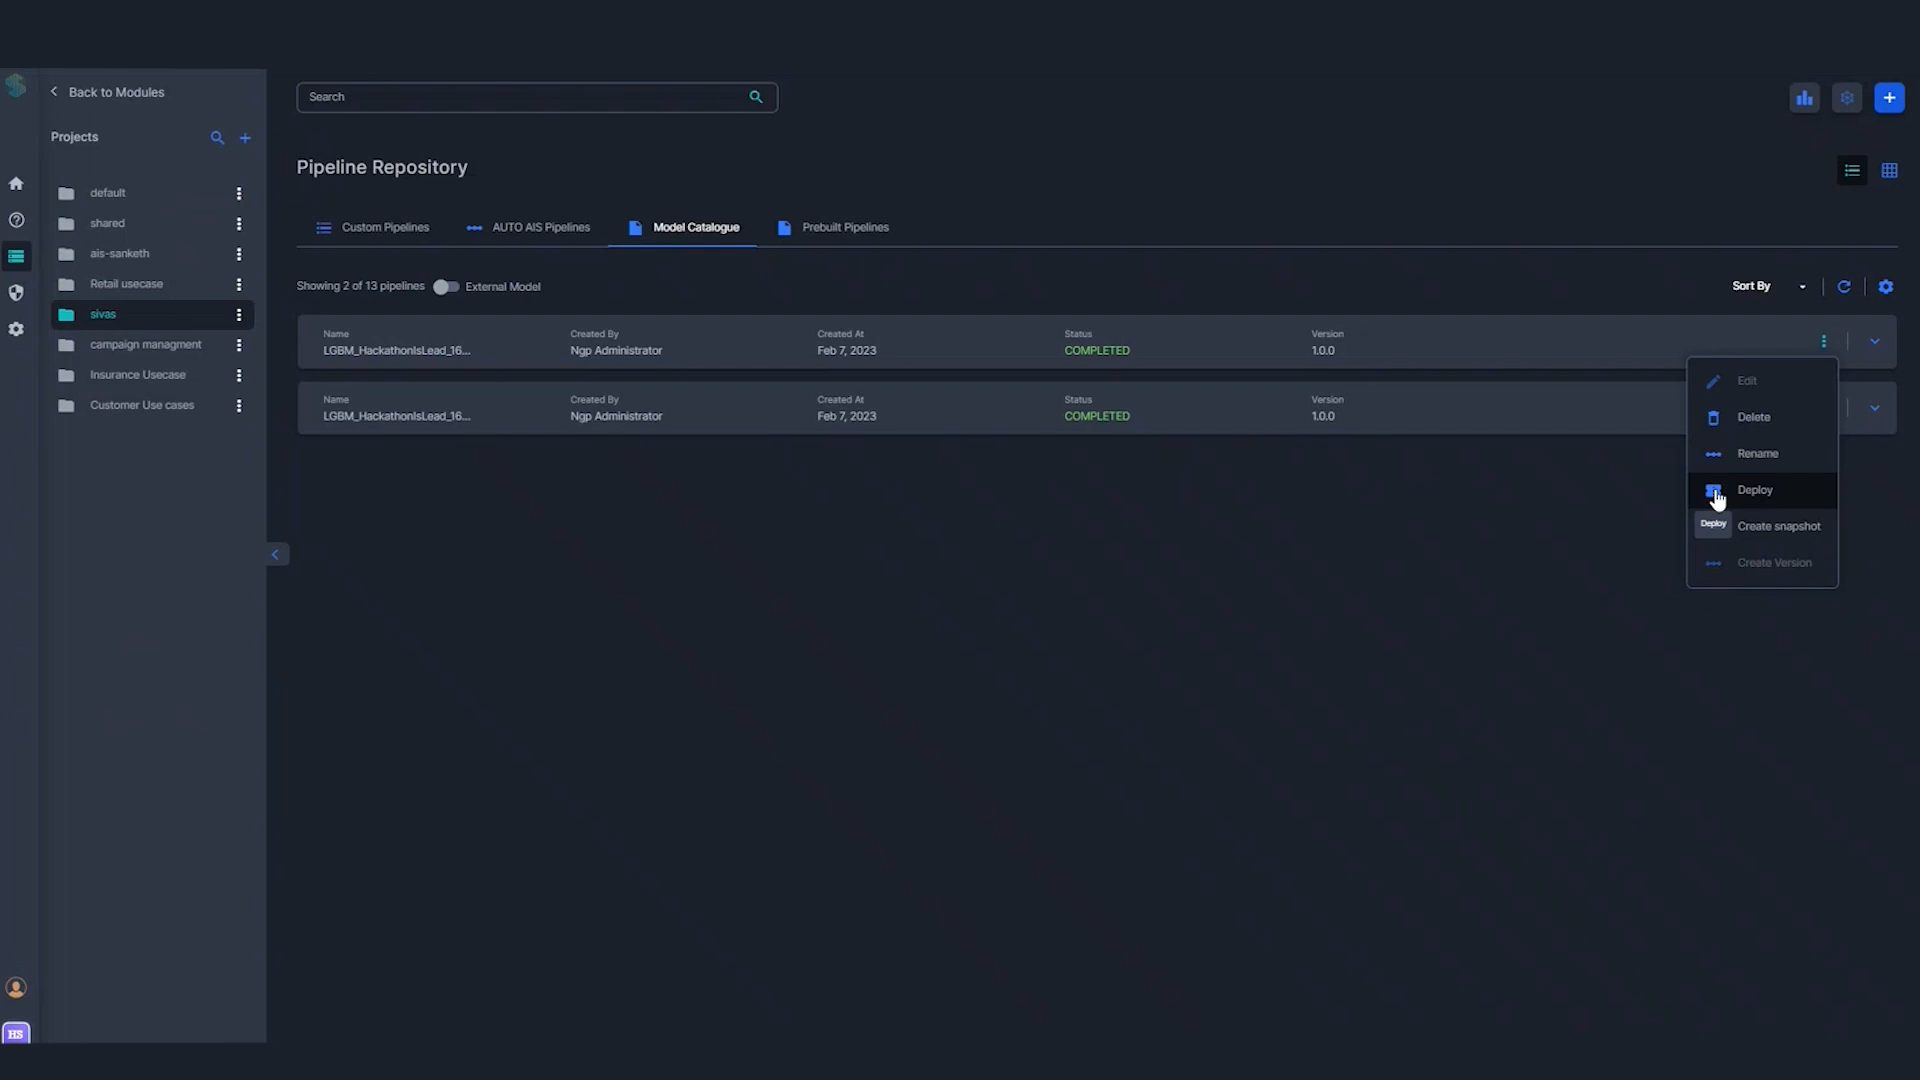 Back to Modules
Search
Projects
Pipeline Repository
default
shared
ais-sanketh
Retail usecase
sivas
campaign managment
Insurance Usecase
Customer Use cases
Custom Pipelines
AUTO AIS Pipelines
Model Catalogue
Prebuilt Pipelines
Showing 2 of 13 pipelines
External Model
Sort By
Name
Created By
Created At
Status
Version
LGBM_HackathonIsLead_16...
Ngp Administrator
Feb 7, 2023
COMPLETED
1.0.0
Name
Created By
Created At
Status
Version
LGBM_HackathonIsLead_16...
Ngp Administrator
Feb 7, 2023
COMPLETED
1.0.0
Edit
Delete
Rename
Deploy
Deploy
Create snapshot
Create Version
HS